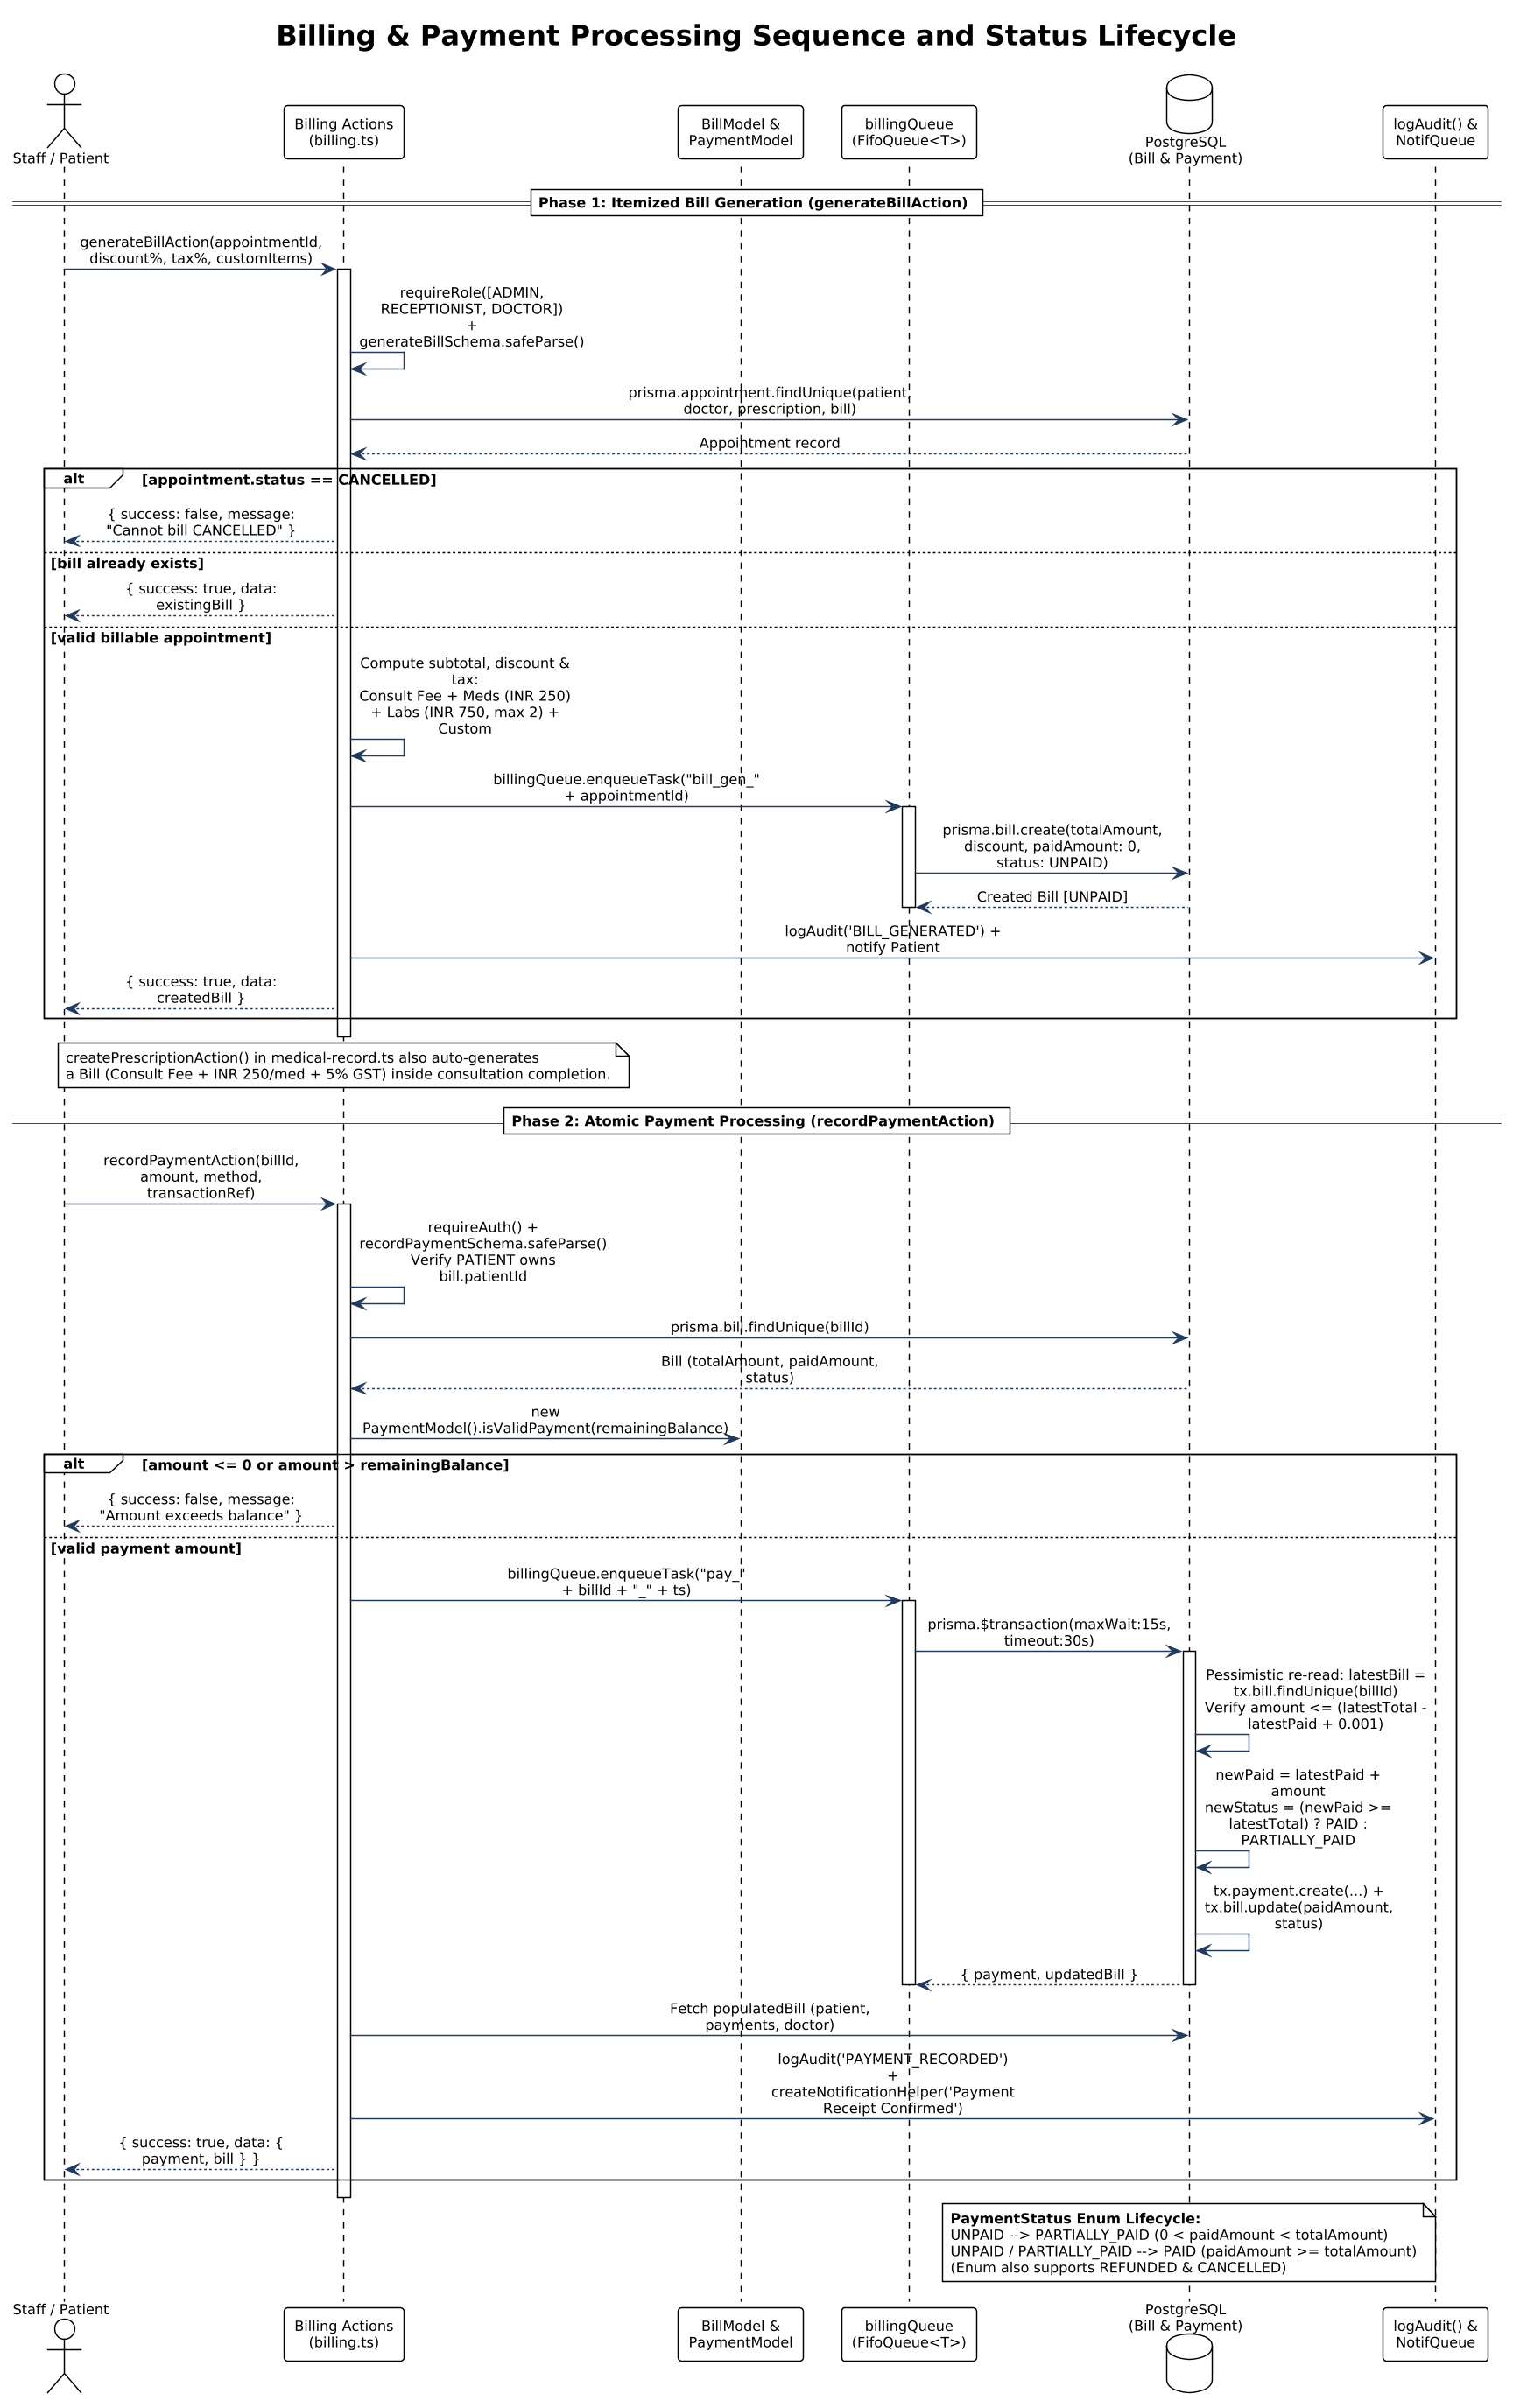 Billing & Payment Processing Sequence and Status Lifecycle
Staff / Patient
Billing Actions
(billing.ts)
BillModel &
PaymentModel
billingQueue
(FifoQueue<T>)
PostgreSQL
(Bill & Payment)
logAudit() &
NotifQueue
Phase 1: Itemized Bill Generation (generateBillAction)
generateBillAction(appointmentId,
discount%, tax%, customItems)
requireRole([ADMIN,
RECEPTIONIST, DOCTOR])
+
generateBillSchema.safeParse()
prisma.appointment.findUnique(patient,
doctor, prescription, bill)
Appointment record
alt
[appointment.status == CANCELLED]
{ success: false, message:
"Cannot bill CANCELLED" }
[bill already exists]
{ success: true, data:
existingBill }
[valid billable appointment]
Compute subtotal, discount &
tax:
Consult Fee + Meds (INR 250)
+ Labs (INR 750, max 2) +
Custom
billingQueue.enqueueTask("bill_gen_"
+ appointmentId)
prisma.bill.create(totalAmount,
discount, paidAmount: 0,
status: UNPAID)
Created Bill [UNPAID]
logAudit('BILL_GENERATED') +
notify Patient
{ success: true, data:
createdBill }
createPrescriptionAction() in medical-record.ts also auto-generates
a Bill (Consult Fee + INR 250/med + 5% GST) inside consultation completion.
Phase 2: Atomic Payment Processing (recordPaymentAction)
recordPaymentAction(billId,
amount, method,
transactionRef)
requireAuth() +
recordPaymentSchema.safeParse()
Verify PATIENT owns
bill.patientId
prisma.bill.findUnique(billId)
Bill (totalAmount, paidAmount,
status)
new
PaymentModel().isValidPayment(remainingBalance)
alt
[amount <= 0 or amount > remainingBalance]
{ success: false, message:
"Amount exceeds balance" }
[valid payment amount]
billingQueue.enqueueTask("pay_"
+ billId + "_" + ts)
prisma.$transaction(maxWait:15s,
timeout:30s)
Pessimistic re-read: latestBill =
tx.bill.findUnique(billId)
Verify amount <= (latestTotal -
latestPaid + 0.001)
newPaid = latestPaid +
amount
newStatus = (newPaid >=
latestTotal) ? PAID :
PARTIALLY_PAID
tx.payment.create(...) +
tx.bill.update(paidAmount,
status)
{ payment, updatedBill }
Fetch populatedBill (patient,
payments, doctor)
logAudit('PAYMENT_RECORDED')
+
createNotificationHelper('Payment
Receipt Confirmed')
{ success: true, data: {
payment, bill } }
PaymentStatus Enum Lifecycle:
UNPAID --> PARTIALLY_PAID (0 < paidAmount < totalAmount)
UNPAID / PARTIALLY_PAID --> PAID (paidAmount >= totalAmount)
(Enum also supports REFUNDED & CANCELLED)
Staff / Patient
Billing Actions
(billing.ts)
BillModel &
PaymentModel
billingQueue
(FifoQueue<T>)
PostgreSQL
(Bill & Payment)
logAudit() &
NotifQueue